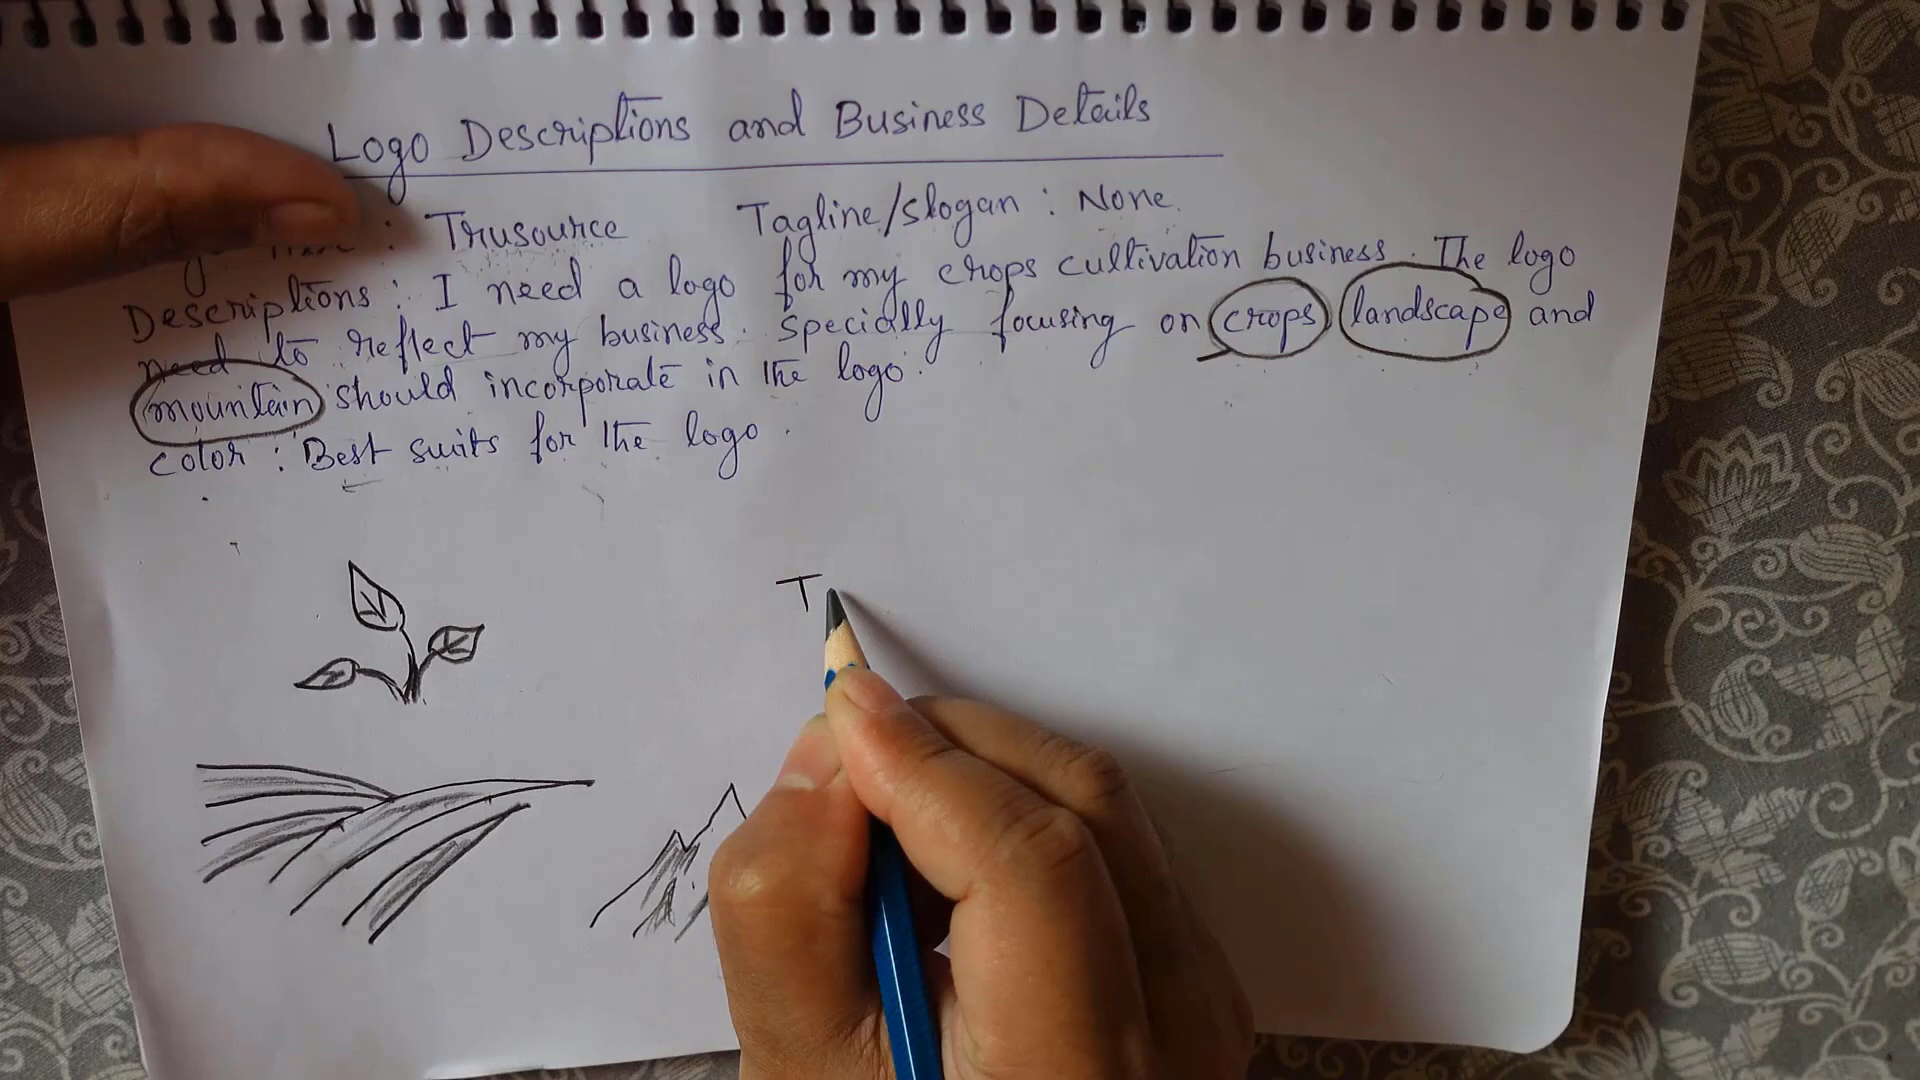 Logo Descriptions and Business Details
: Trusource Tagline/slogan : None.
Descriptions : I need a logo for my crops cultivation business. The logo
need to reflect my business. Specially focusing on crops landscape and
mountain should incorporate in the logo.
color : Best suits for the logo.
T